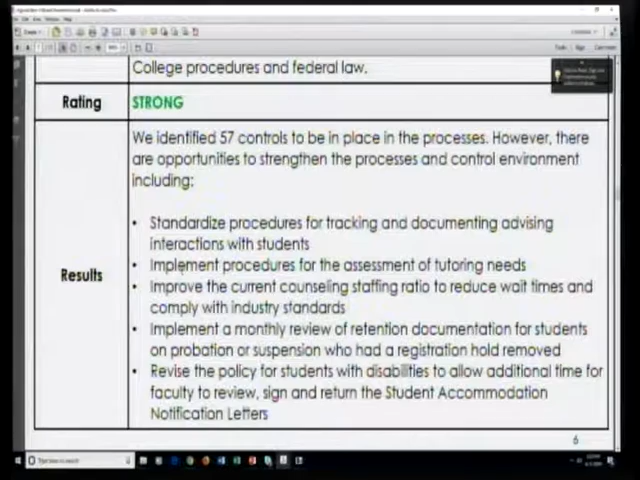 College procedures and federal law.
Rating
STRONG
We identified 57 controls to be in place in the processes. However, there
are opportunities to strengthen the processes and control environment
including:
• Standardize procedures for tracking and documenting advising
interactions with students
Results
• Implement procedures for the assessment of tutoring needs
• Improve the current counseling staffing ratio to reduce wait times and
comply with industry standards
• Implement a monthly review of retention documentation for students
on probation or suspension who had a registration hold removed
• Revise the policy for students with disabilities to allow additional time for
faculty to review, sign and return the Student Accommodation
Notification Letters
6